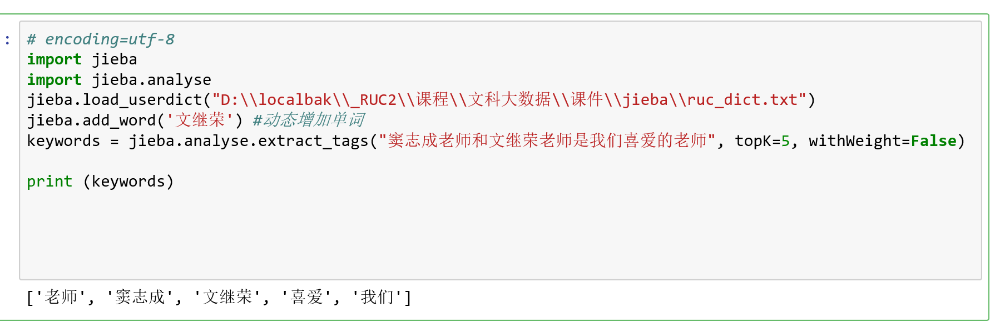 :
# encoding=utf-8
import jieba
import jieba.analyse
jieba.load_userdict("D:\\localbak\\_RUC2\\课程\\文科大数据\\课件\\jieba\\ruc_dict.txt")
jieba.add_word('文继荣') #动态增加单词
keywords = jieba.analyse.extract_tags("窦志成老师和文继荣老师是我们喜爱的老师", topK=5, withWeight=False)
print (keywords)
['老师', '窦志成', '文继荣', '喜爱', '我们']